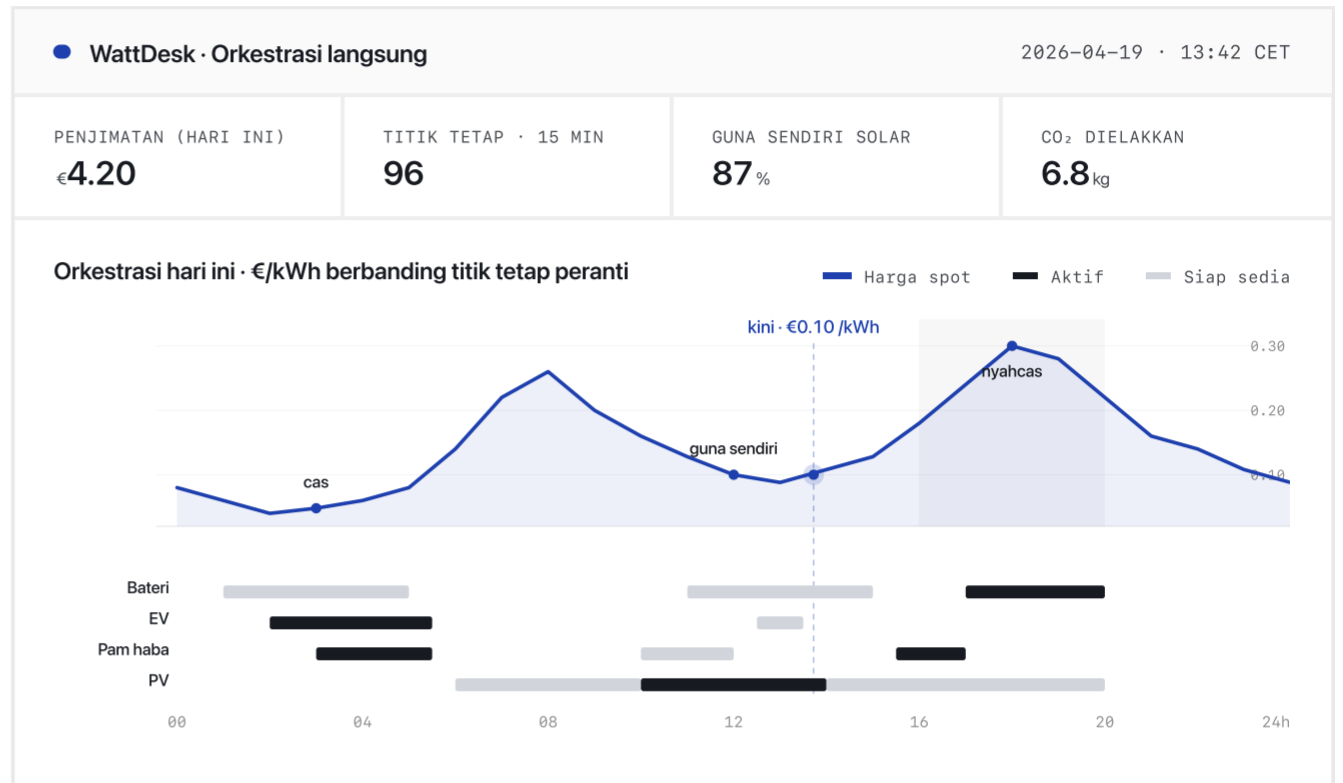 WattDesk · Orkestrasi langsung
2026-04-19 · 13:42 CET
PENJIMATAN (HARI INI)
€4.20
TITIK TETAP · 15 MIN
96
GUNA SENDIRI SOLAR
87 %
CO₂ DIELAKKAN
6.8 kg
Orkestrasi hari ini · €/kWh berbanding titik tetap peranti
Harga spot
Aktif
Siap sedia
kini · €0.10 /kWh
0.30
nyahcas
0.20
guna sendiri
0.10
cas
Bateri
EV
Pam haba
PV
00 04 08 12 16 20 24h